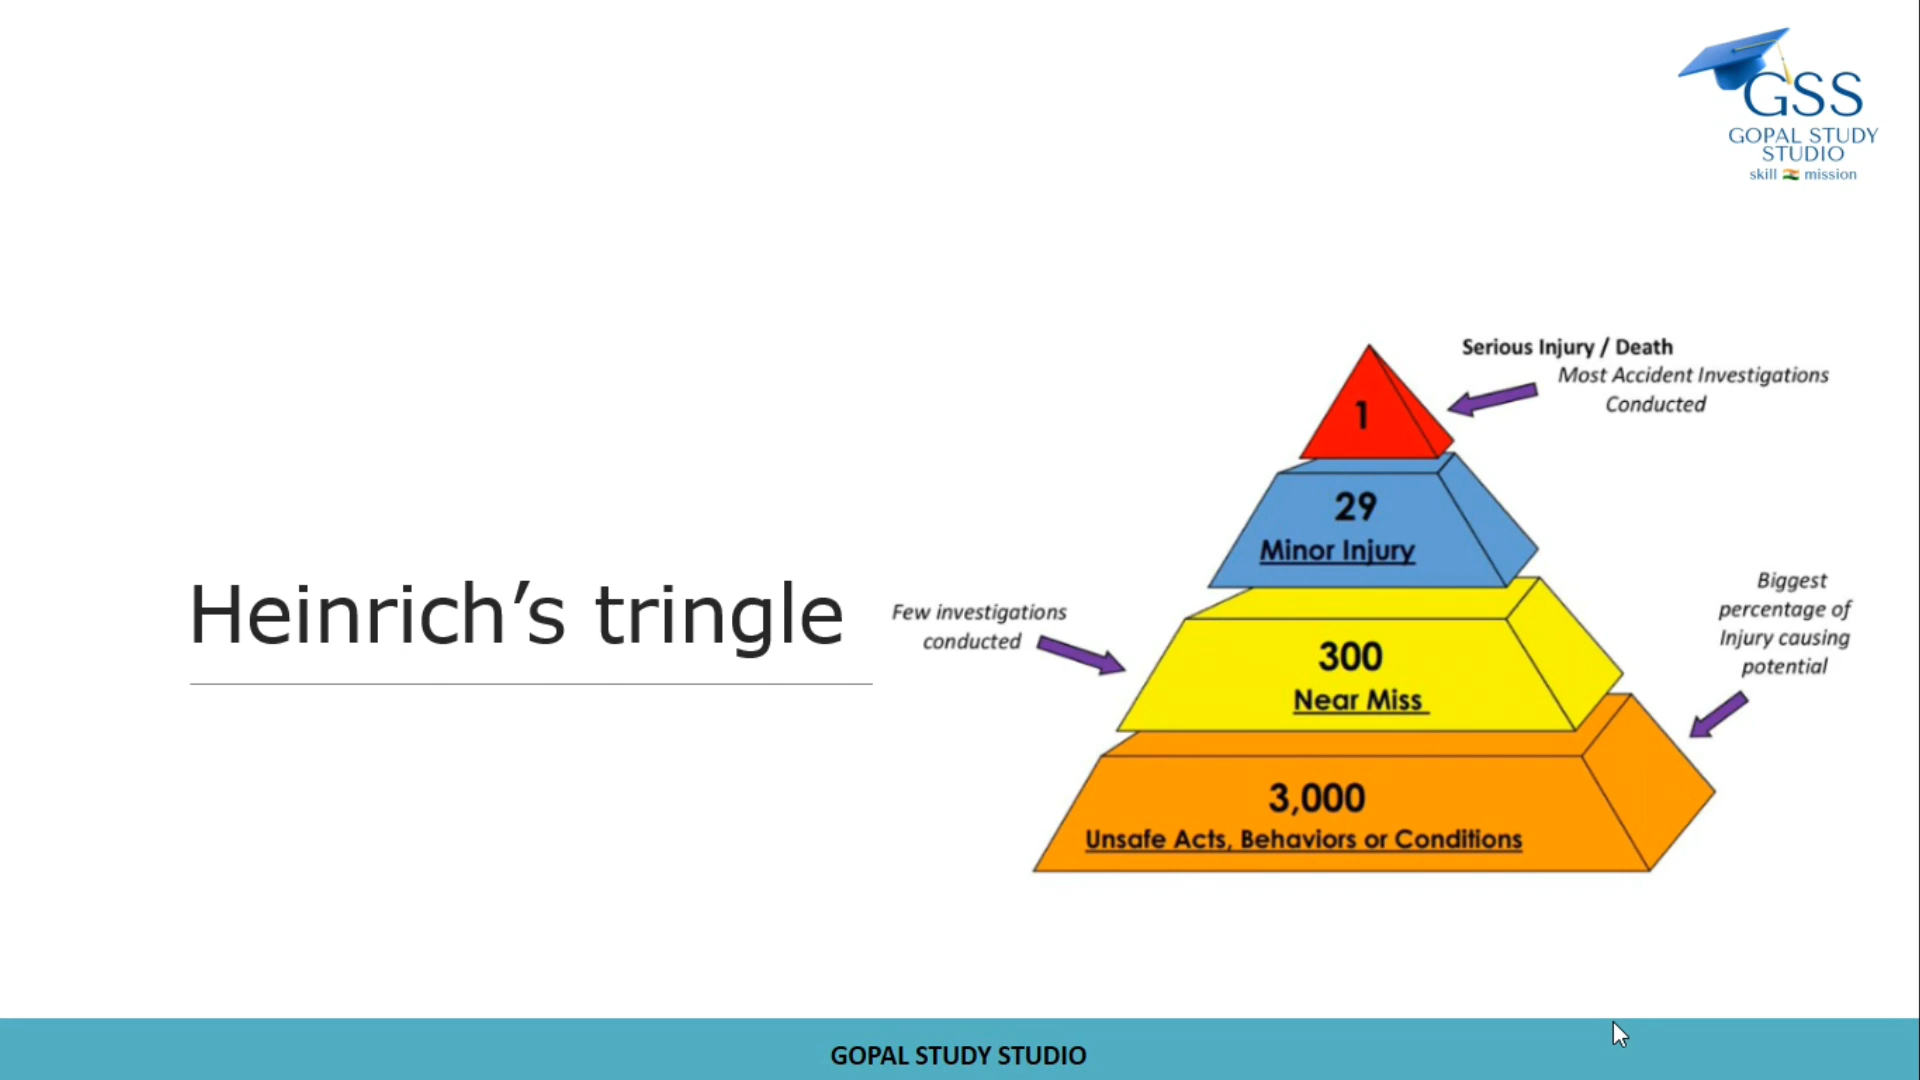 GSS
GOPAL STUDY
STUDIO
skill mission
Heinrich’s tringle
Serious Injury / Death
Most Accident Investigations
Conducted
1
29
Minor Injury
Few investigations
conducted
300
Near Miss
Biggest
percentage of
Injury causing
potential
3,000
Unsafe Acts, Behaviors or Conditions
GOPAL STUDY STUDIO